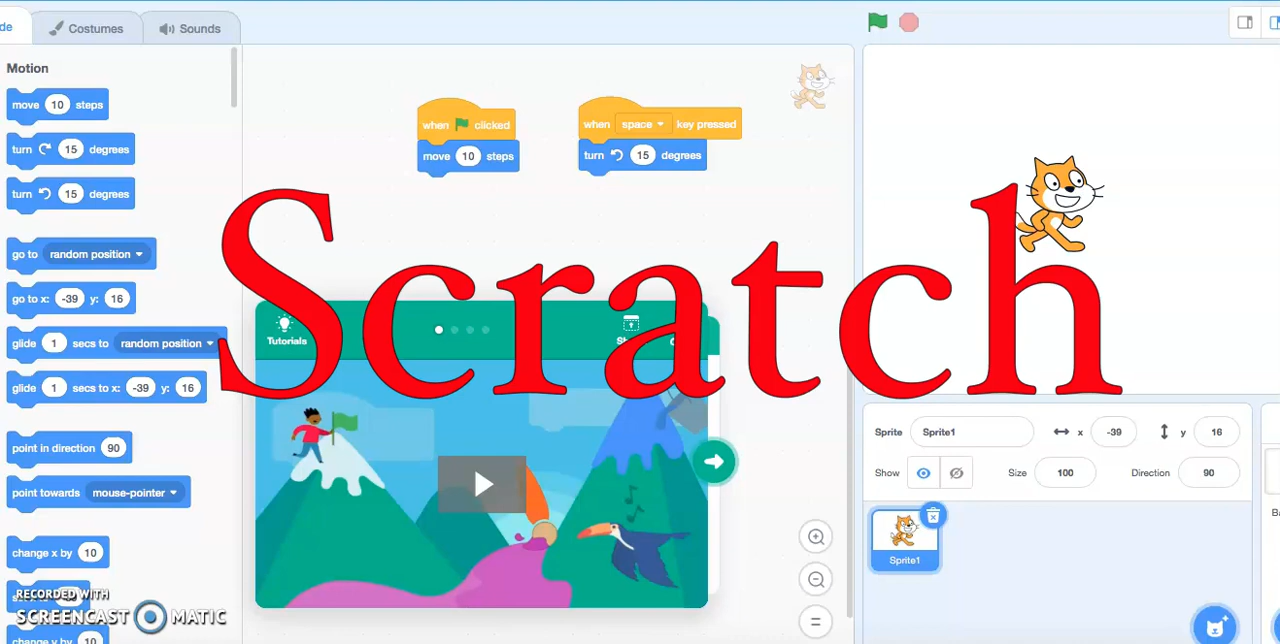 de
Costumes
Sounds
Motion
move 10 steps
turn 15 degrees
turn 15 degrees
go to random position
go to x: -39 y: 16
glide 1 secs to random position
glide 1 secs to x: -39 y: 16
point in direction 90
point towards mouse-pointer
change x by 10
change y by 10
when clicked
move 10 steps
when space key pressed
turn 15 degrees
Scratch
Tutorials
Sprite Sprite1 x -39 y 16
Show Size 100 Direction 90
Sprite1
RECORDED WITH
SCREENCAST MATIC